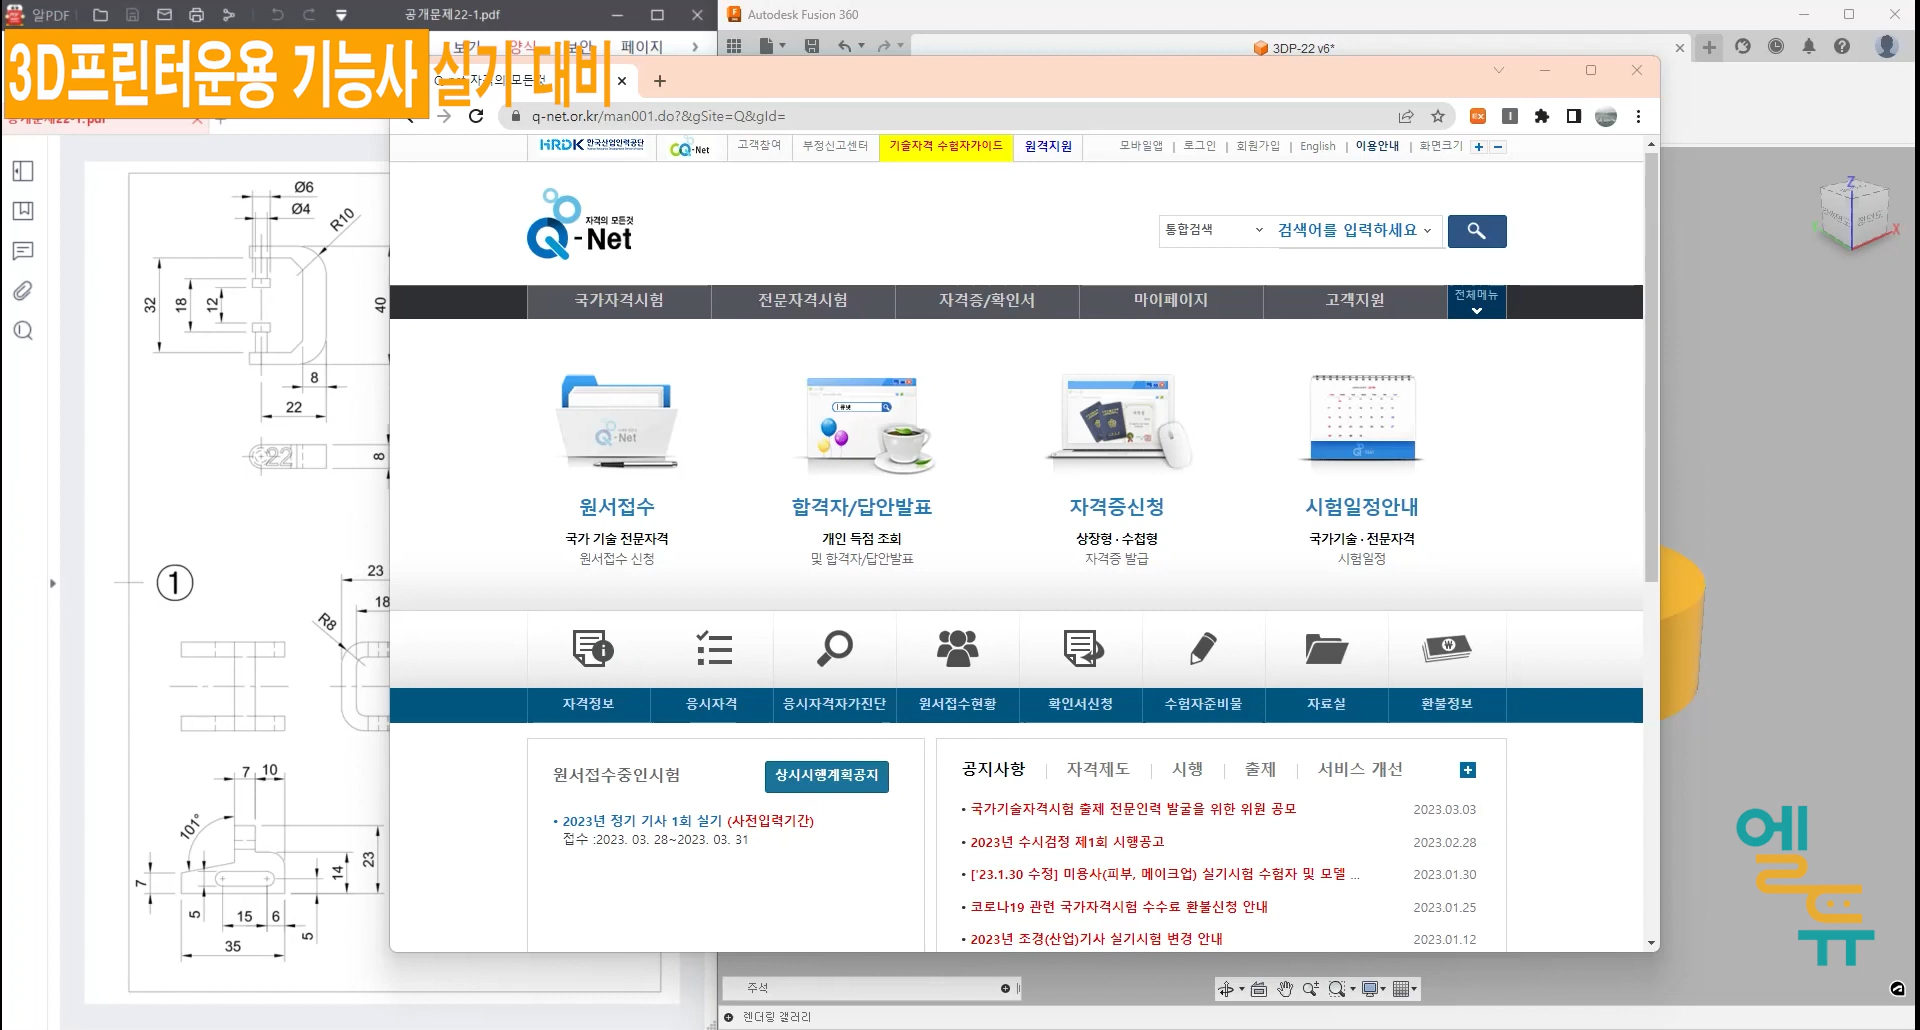 알PDF
공개문제22-1.pdf
Autodesk Fusion 360
3DP-22 v6*
보기 양식 보안 페이지
3D프린터운용 기능사 실기 대비
자격의 모든것
공개문제22-1.pdf
q-net.or.kr/man001.do?&gSite=Q&gId=
HRDK 한국산업인력공단
CQ-Net
고객참여
부정신고센터
기술자격 수험자가이드
원격지원
모바일앱 | 로그인 | 회원가입 | English | 이용안내 | 화면크기
자격의 모든것
Q-Net
통합검색
검색어를 입력하세요
국가자격시험
전문자격시험
자격증/확인서
마이페이지
고객지원
전체메뉴
Q-Net
원서접수
국가 기술 전문자격
원서접수 신청
합격자/답안발표
개인 득점 조회
및 합격자/답안발표
자격증신청
상장형·수첩형
자격증 발급
시험일정안내
국가기술·전문자격
시험일정
자격정보
응시자격
응시자격자가진단
원서접수현황
확인서신청
수험자준비물
자료실
환불정보
원서접수중인시험
상시시행계획공지
• 2023년 정기 기사 1회 실기 (사전입력기간)
접수 :2023. 03. 28~2023. 03. 31
공지사항 | 자격제도 | 시행 | 출제 | 서비스 개선
• 국가기술자격시험 출제 전문인력 발굴을 위한 위원 공모 2023.03.03
• 2023년 수시검정 제1회 시행공고 2023.02.28
• ['23.1.30 수정] 미용사(피부, 메이크업) 실기시험 수험자 및 모델 ... 2023.01.30
• 코로나19 관련 국가자격시험 수수료 환불신청 안내 2023.01.25
• 2023년 조경(산업)기사 실기시험 변경 안내 2023.01.12
Ø6
Ø4
R10
32
18
12
40
8
22
22
8
1
23
18
R8
7
10
101°
7
5
15
6
35
14
23
5
Z
X
엘듀
주석
렌더링 갤러리